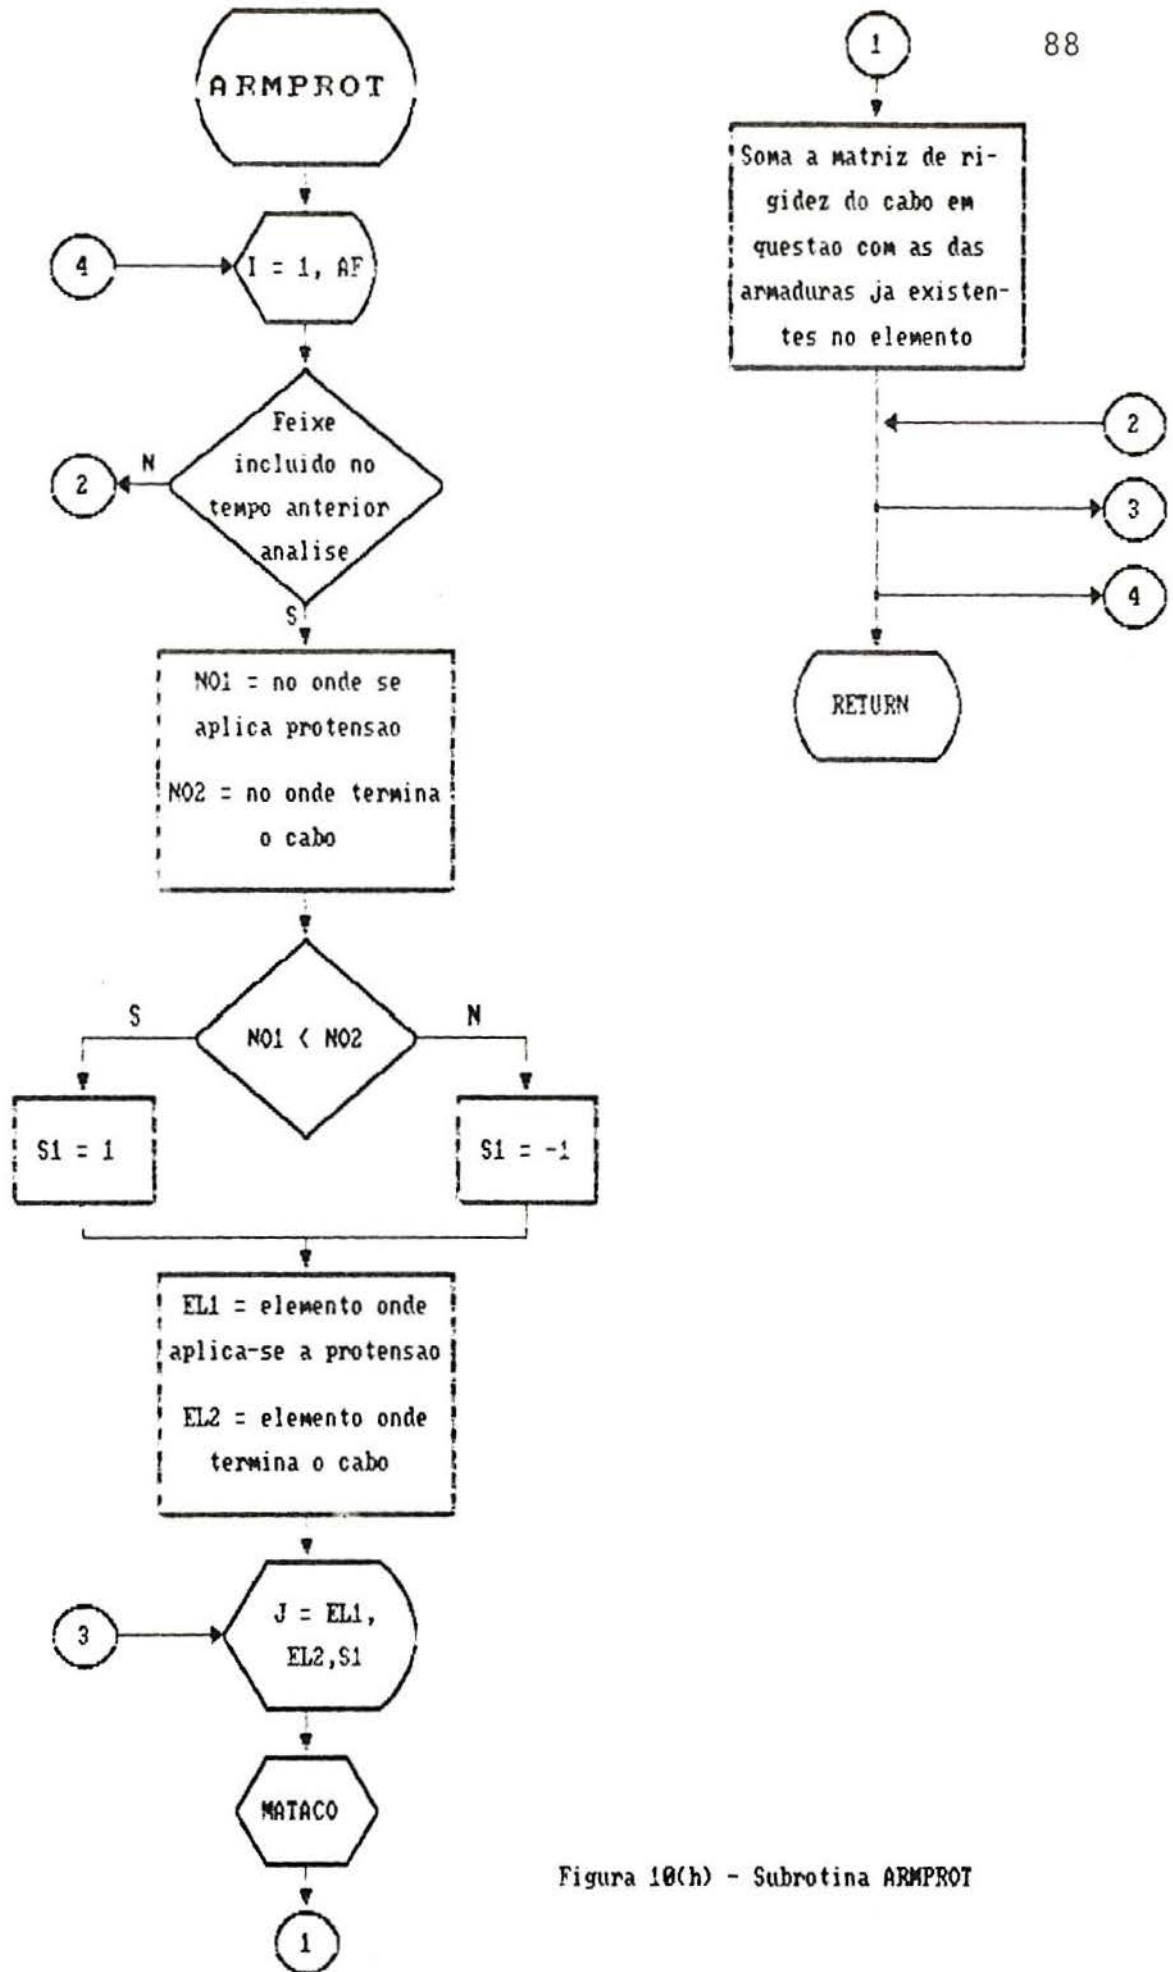 88
ARMPROT
4
I = 1, AF
Feixe
incluido no
tempo anterior
analise
N
2
S
NO1 = no onde se
aplica protensao
NO2 = no onde termina
o cabo
NO1 < NO2
S
N
S1 = 1
S1 = -1
EL1 = elemento onde
aplica-se a protensao
EL2 = elemento onde
termina o cabo
3
J = EL1,
EL2,S1
MATACO
1
1
Soma a matriz de ri-
gidez do cabo em
questao com as das
armaduras ja existen-
tes no elemento
2
3
4
RETURN
Figura 10(h) - Subrotina ARMPROT